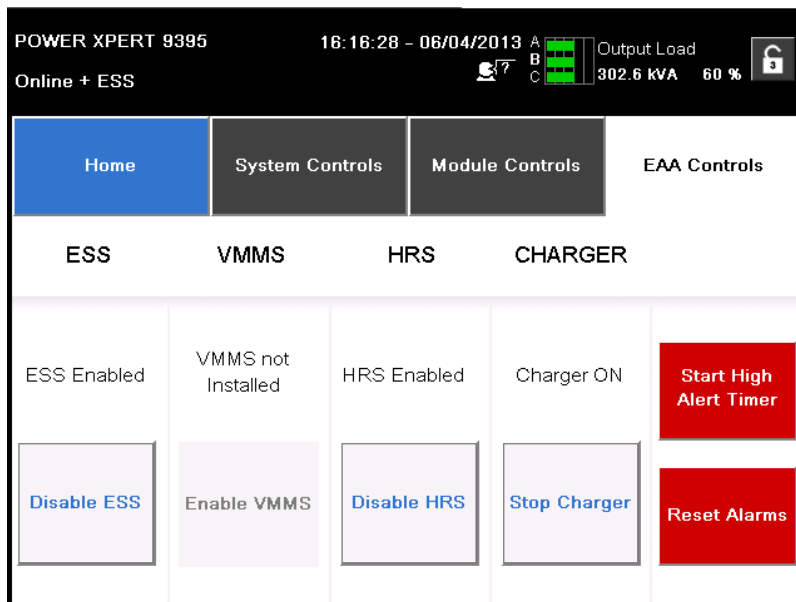 POWER XPERT 9395 16:16:28 - 06/04/2013 A Output Load
? B
Online + ESS C 302.6 kVA 60 % 3
Home System Controls Module Controls EAA Controls
ESS VMMS HRS CHARGER
ESS Enabled VMMS not Installed HRS Enabled Charger ON
Start High Alert Timer
Disable ESS Enable VMMS Disable HRS Stop Charger
Reset Alarms